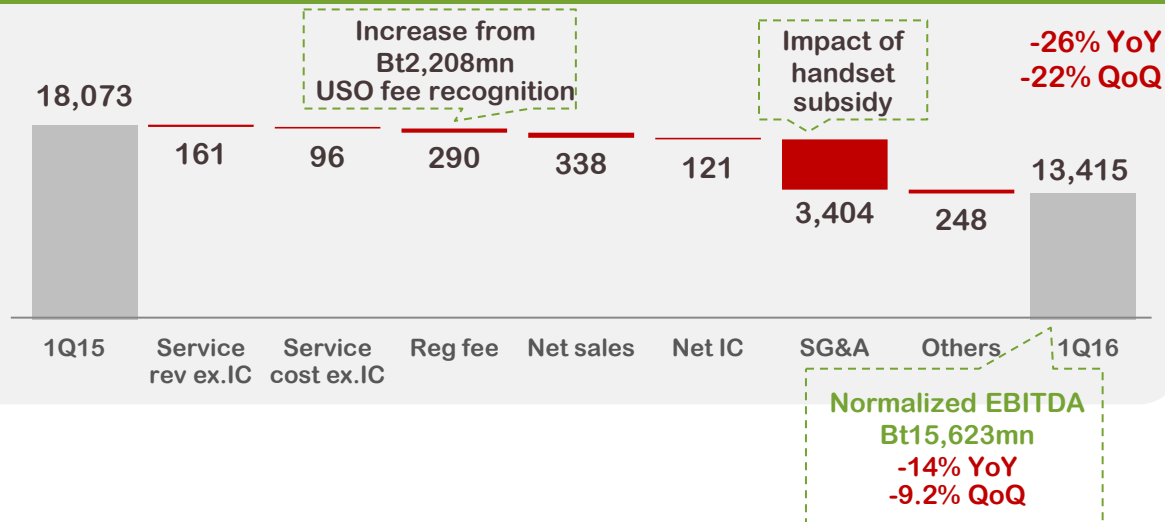 Increase from
Bt2,208mn
USO fee recognition
Impact of
handset
subsidy
-26% YoY
-22% QoQ
18,073
161
96
290
338
121
3,404
248
13,415
1Q15
Service
rev ex.IC
Service
cost ex.IC
Reg fee
Net sales
Net IC
SG&A
Others
1Q16
Normalized EBITDA
Bt15,623mn
-14% YoY
-9.2% QoQ